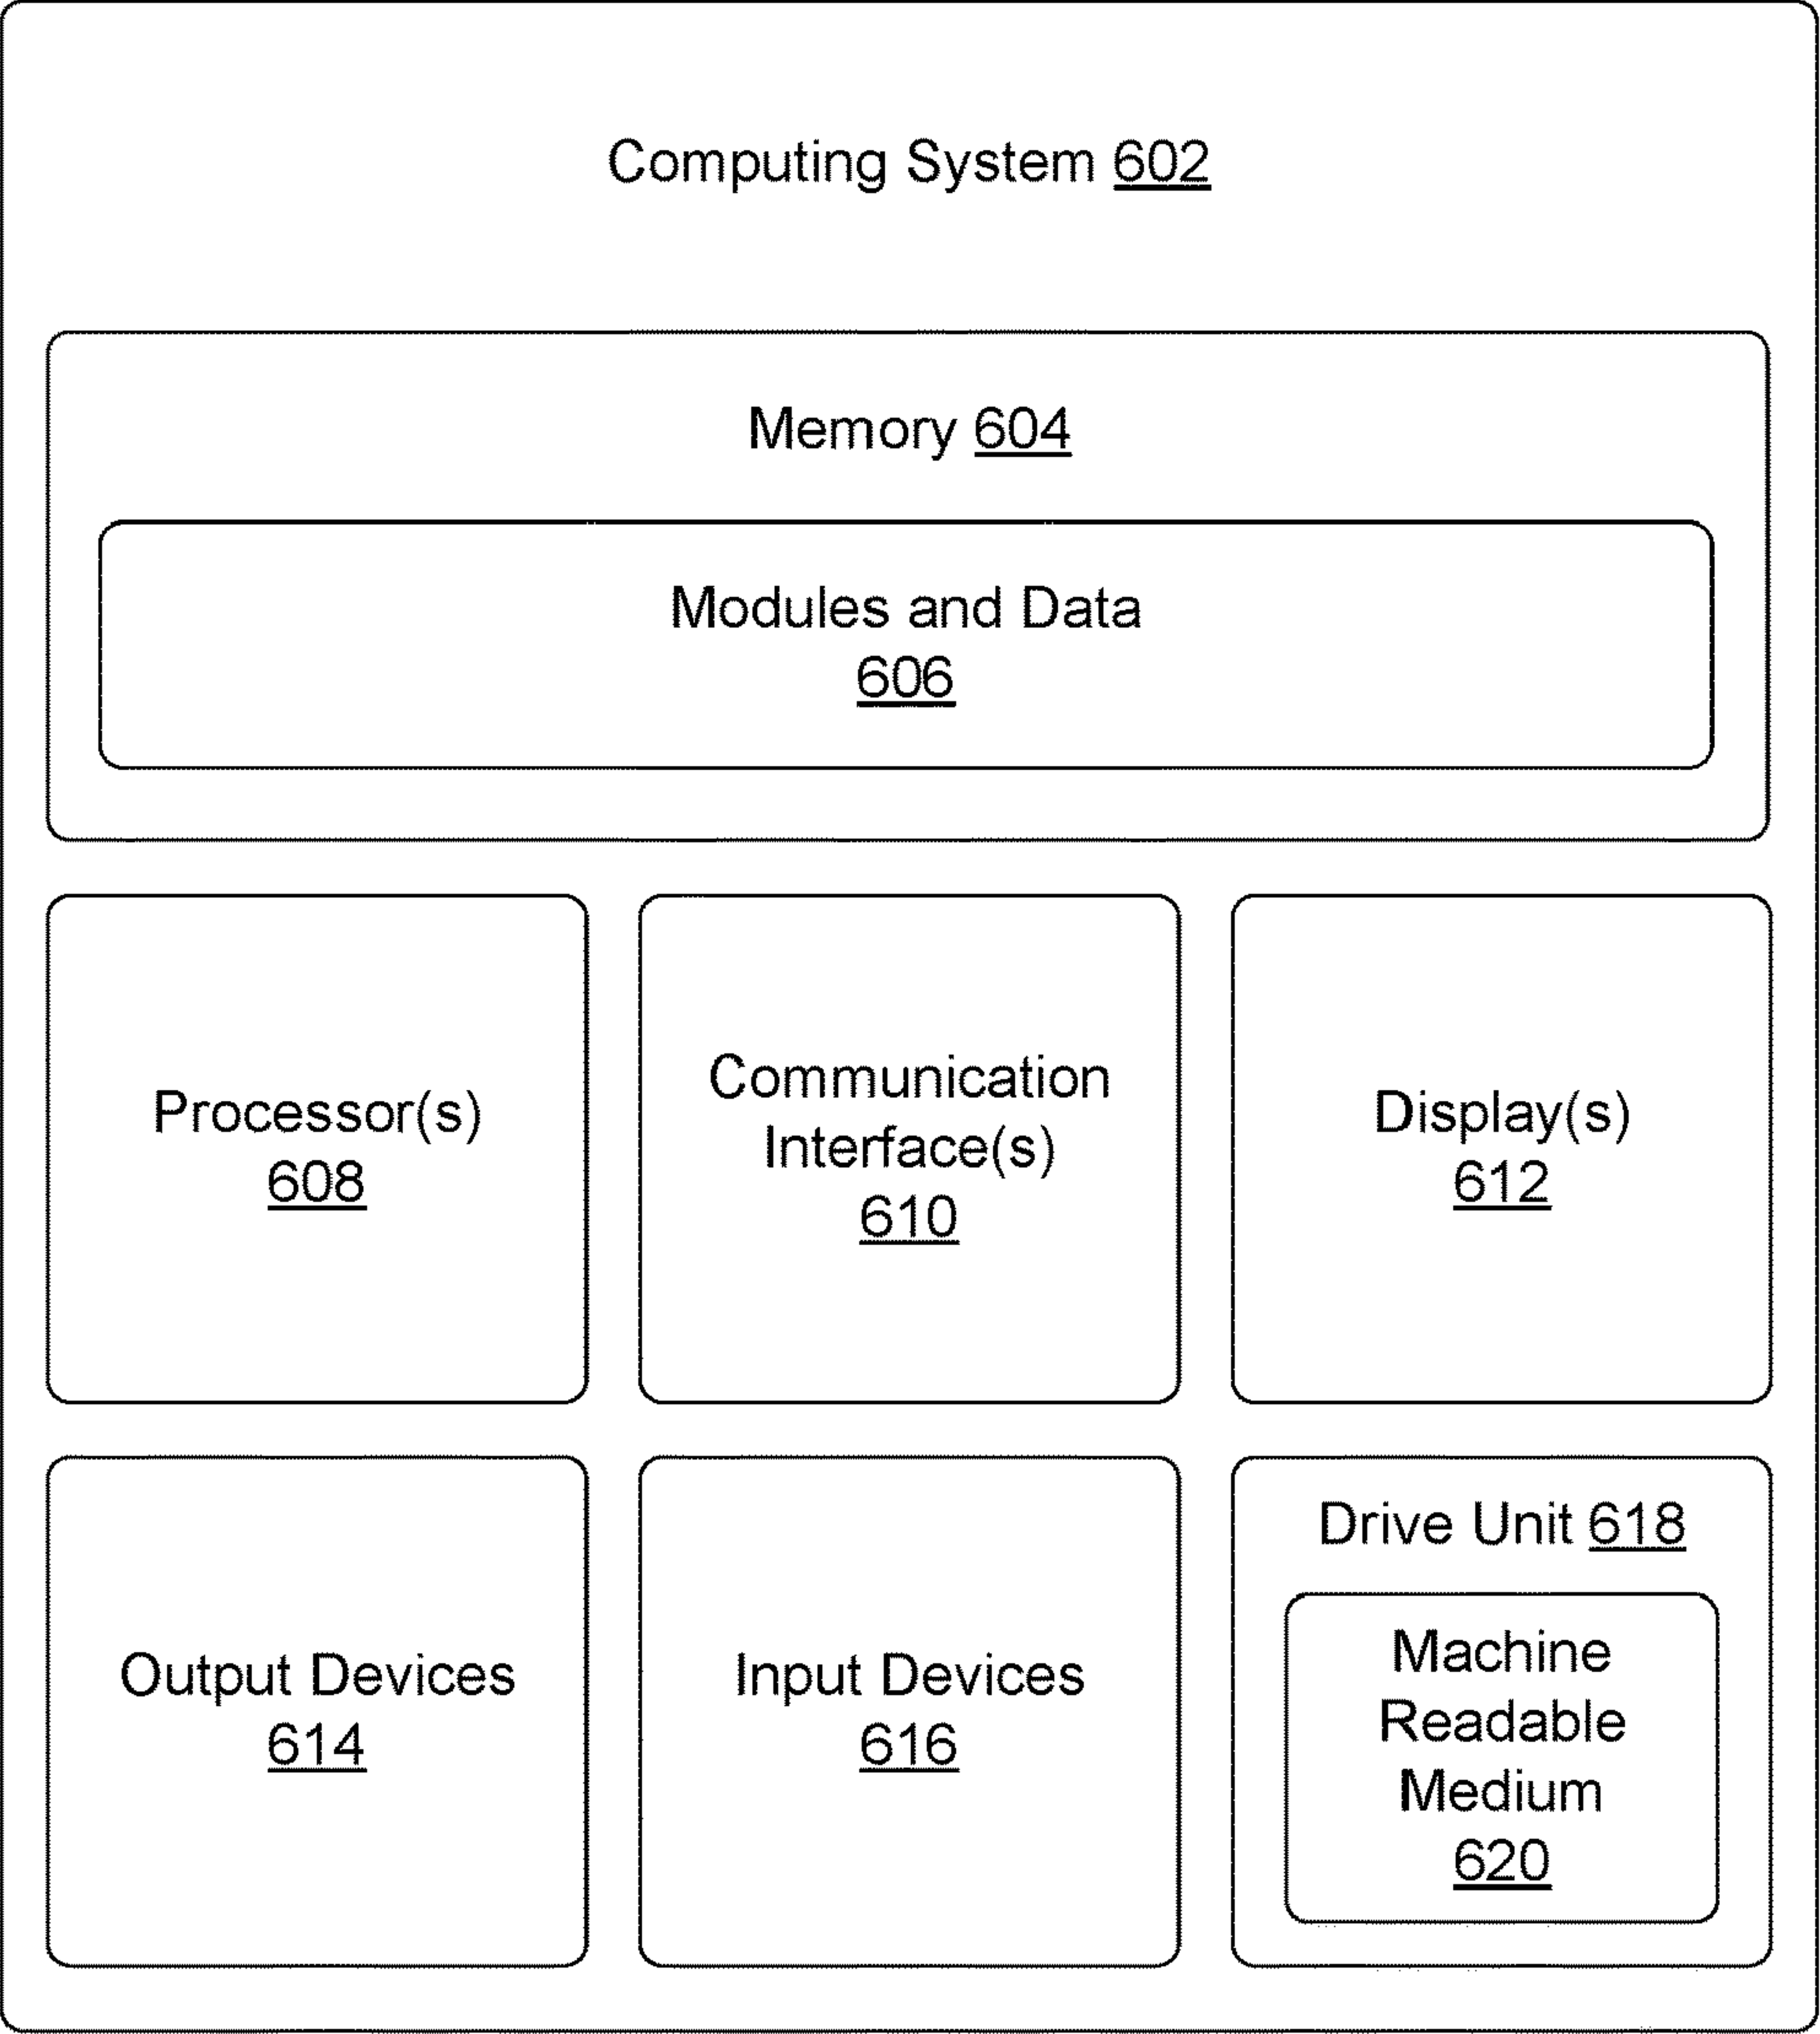 Computing System 602
Memory 604
Modules and Data
606
Processor(s)
608
Communication
Interface(s)
610
Display(s)
612
Output Devices
614
Input Devices
616
Drive Unit 618
Machine
Readable
Medium
620